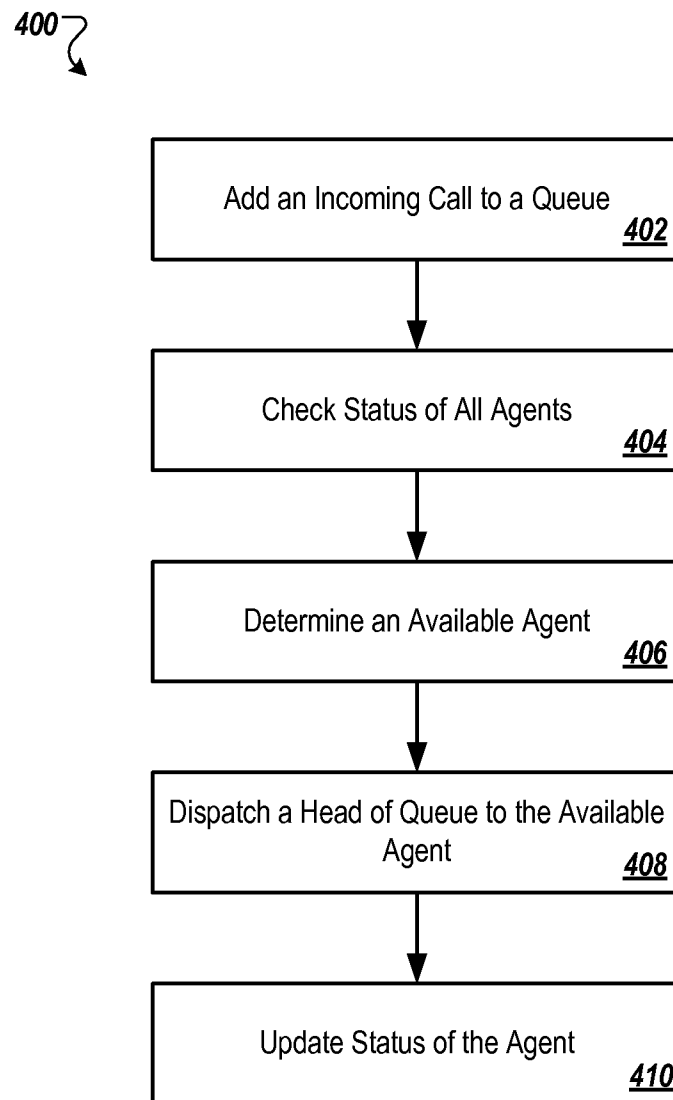 400
Add an Incoming Call to a Queue
402
Check Status of All Agents
404
Determine an Available Agent
406
Dispatch a Head of Queue to the Available
Agent
408
Update Status of the Agent
410